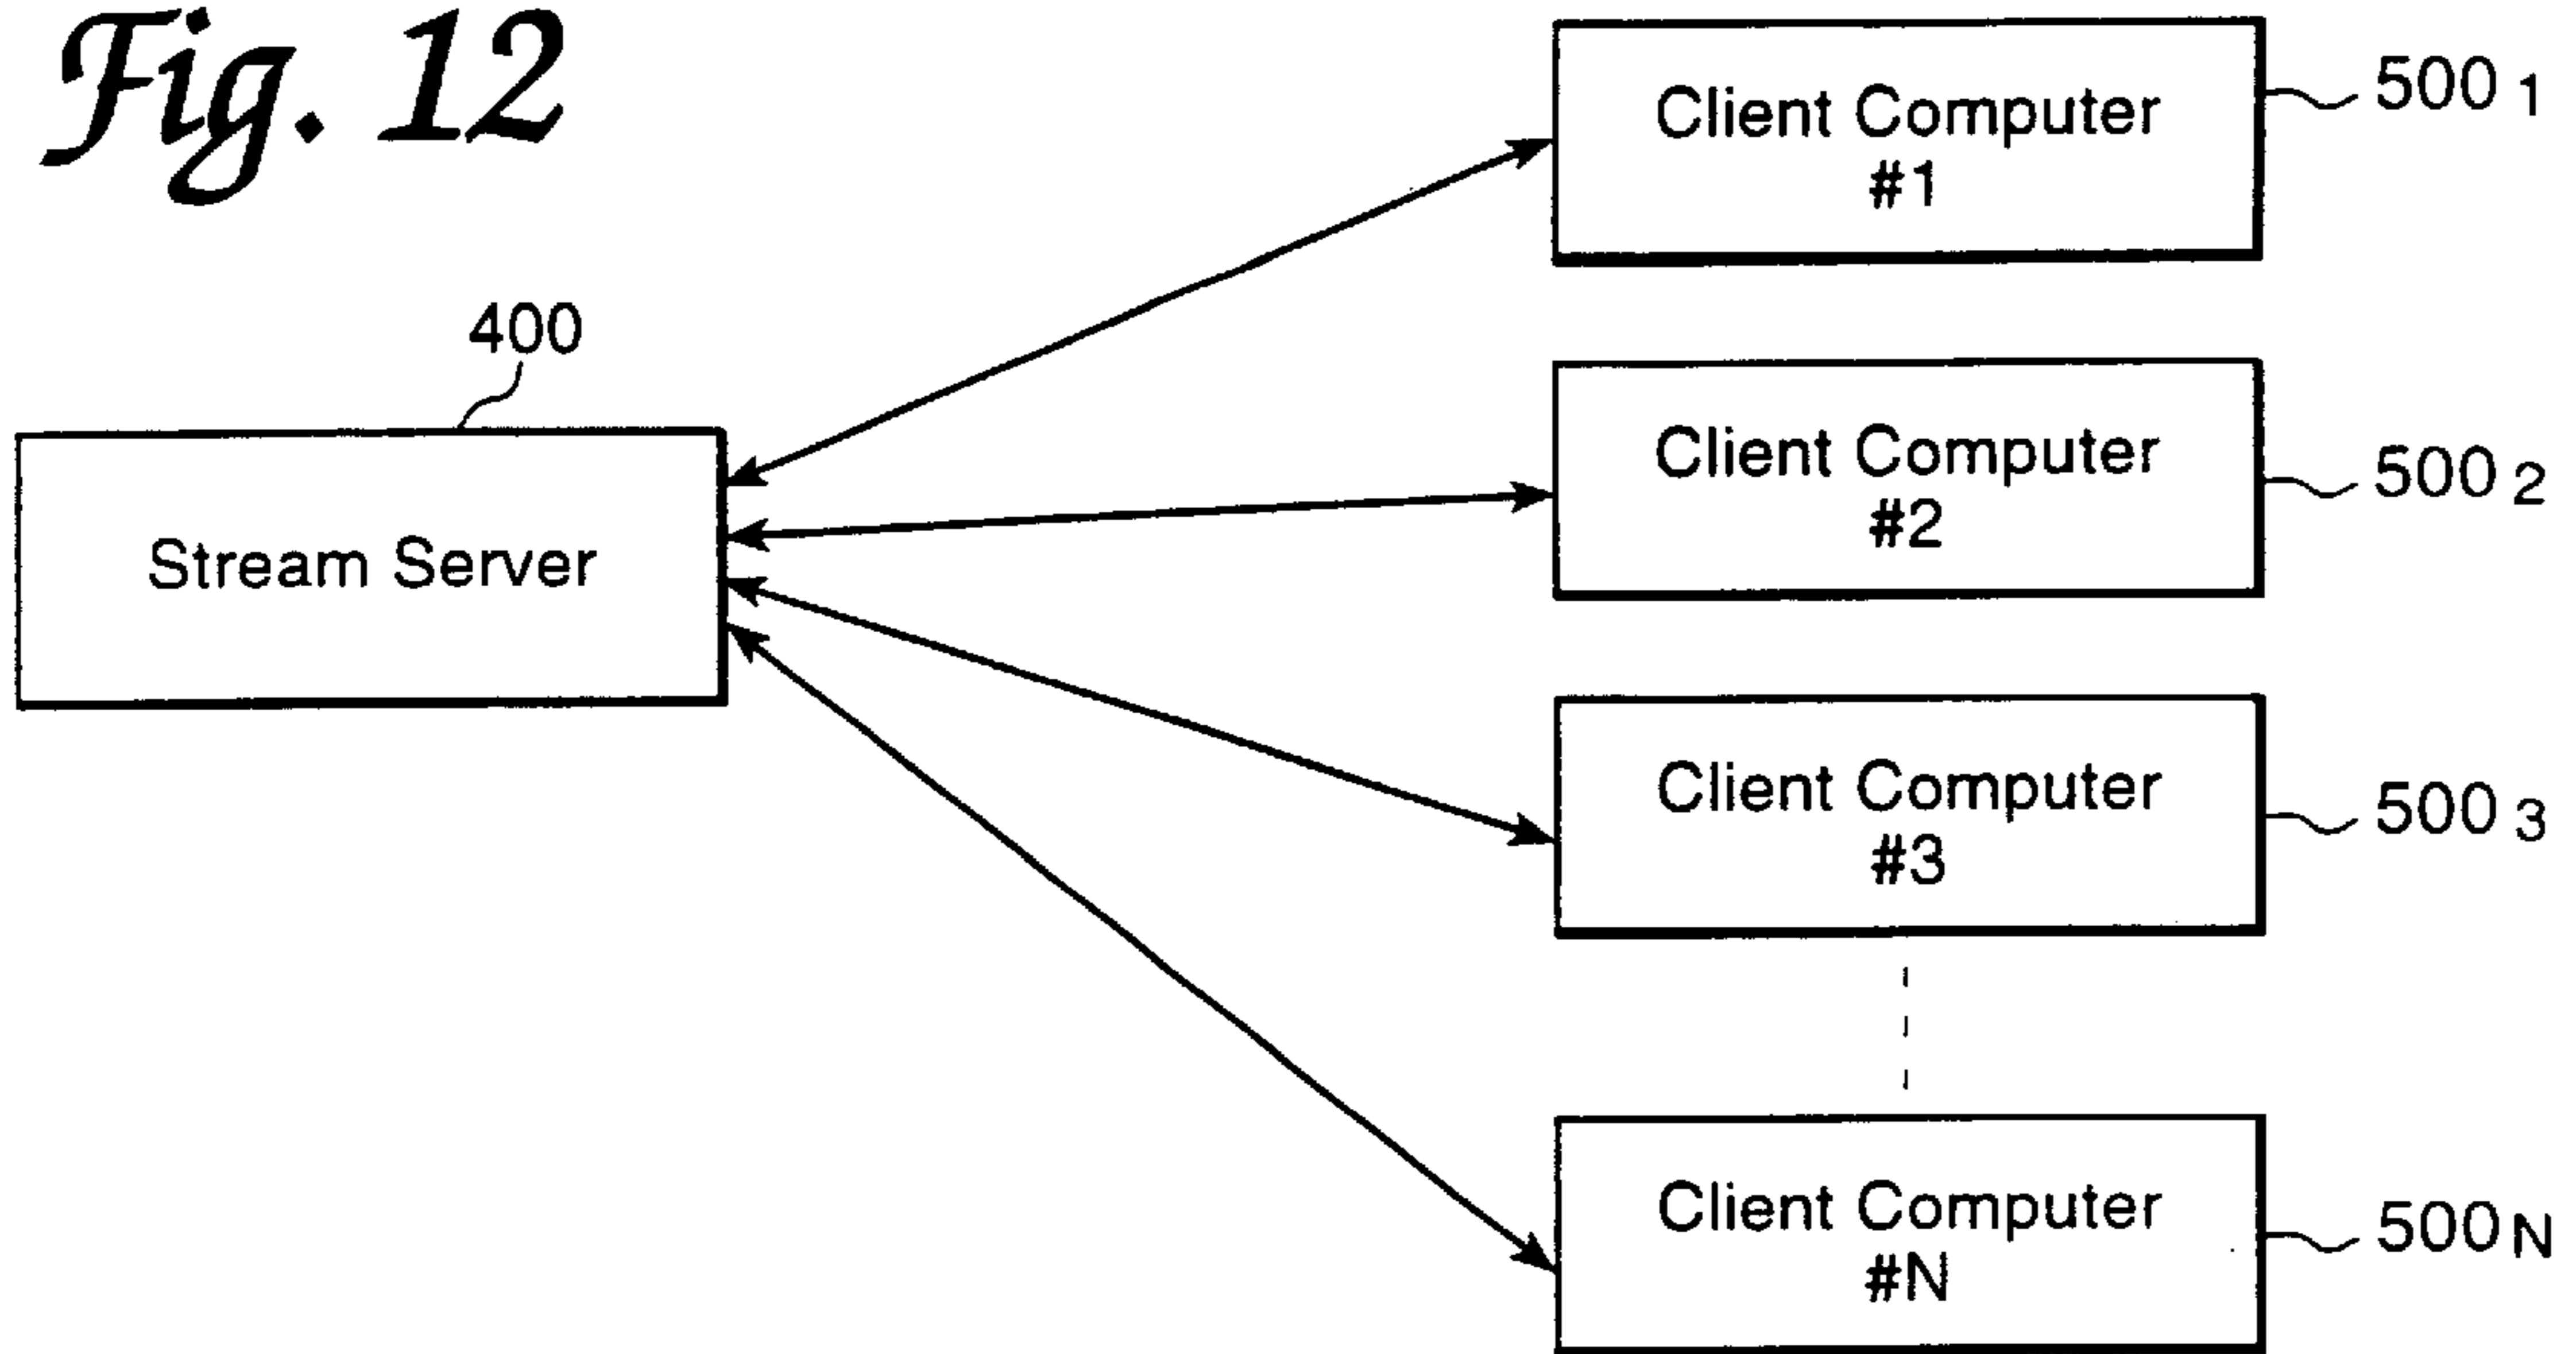 Fig. 12
Client Computer
#1
500 1
400
Stream Server
Client Computer
#2
500 2
Client Computer
#3
500 3
Client Computer
#N
500 N